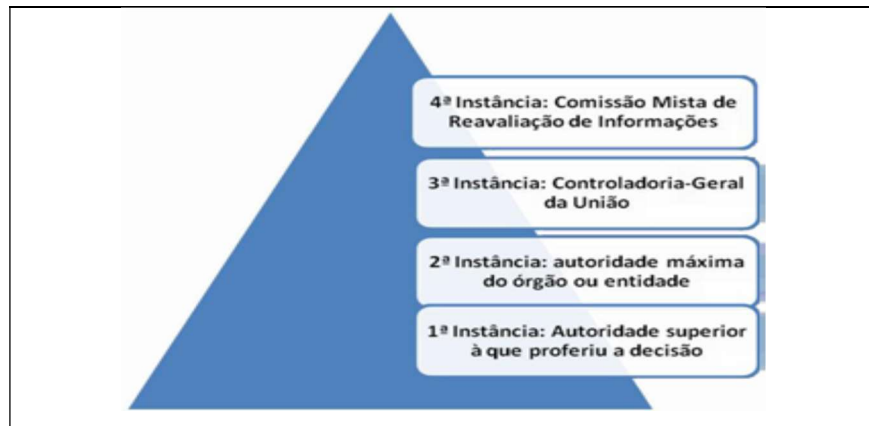 4ª Instância: Comissão Mista de
Reavaliação de Informações
3ª Instância: Controladoria-Geral
da União
2ª Instância: autoridade máxima
do órgão ou entidade
1ª Instância: Autoridade superior
à que proferiu a decisão